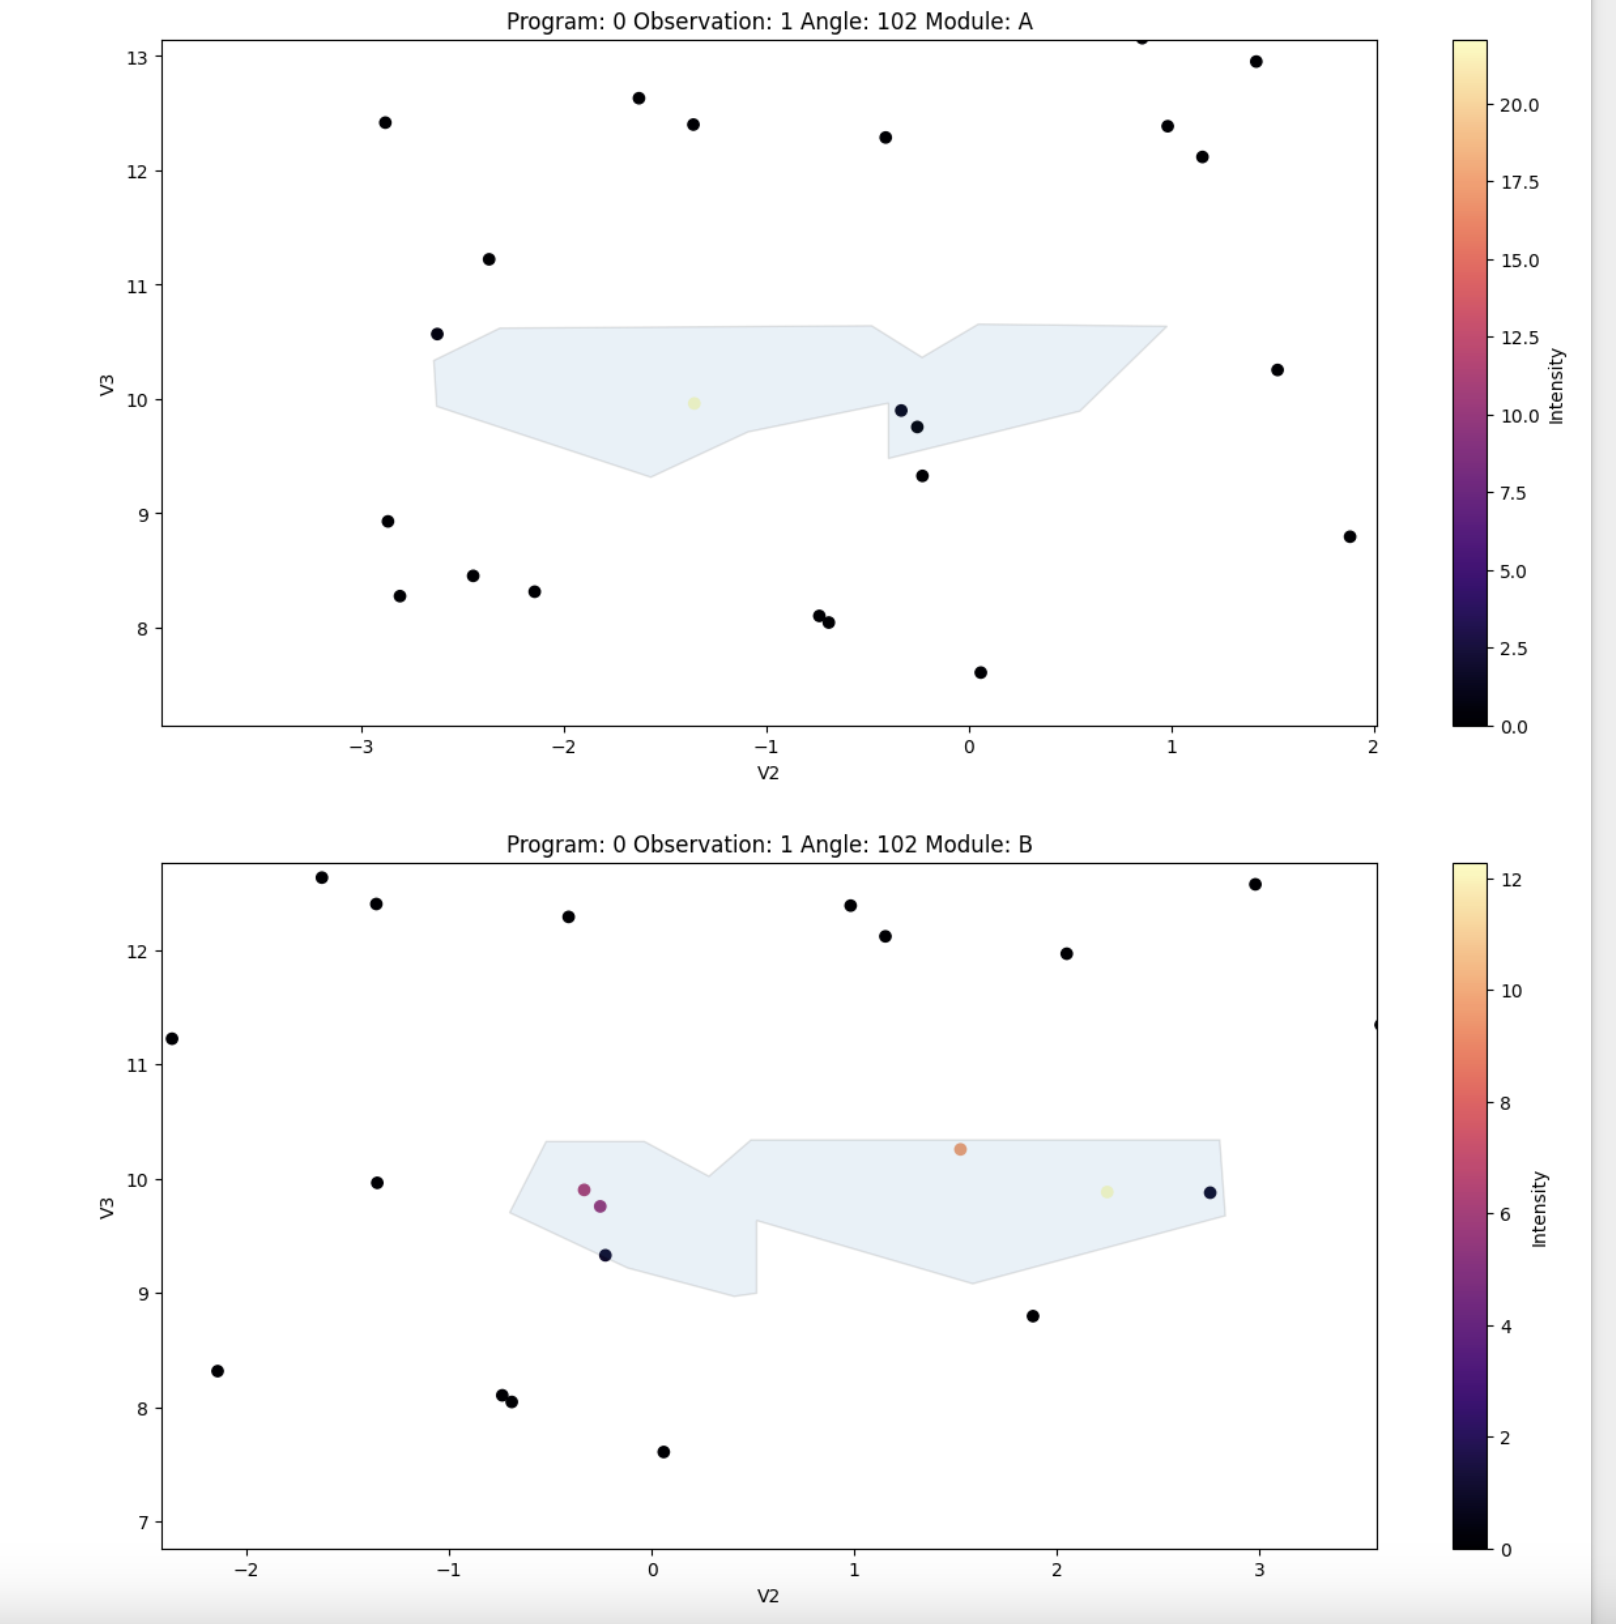 Program: 0 Observation: 1 Angle: 102 Module: A
13
12
11
10
9
8
V3
−3 −2 −1 0 1 2
V2
20.0
17.5
15.0
12.5
10.0
7.5
5.0
2.5
0.0
Intensity
Program: 0 Observation: 1 Angle: 102 Module: B
12
11
10
9
8
7
V3
−2 −1 0 1 2 3
V2
12
10
8
6
4
2
0
Intensity